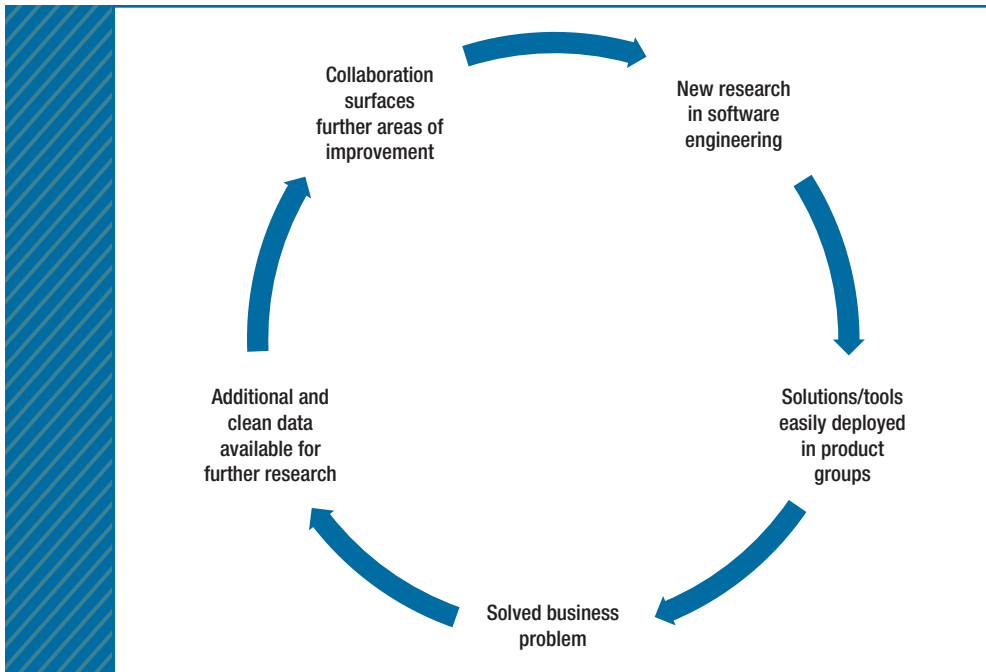 Collaboration
surfaces
further areas of
improvement
New research
in software
engineering
Solutions/tools
easily deployed
in product
groups
Solved business
problem
Additional and
clean data
available for
further research